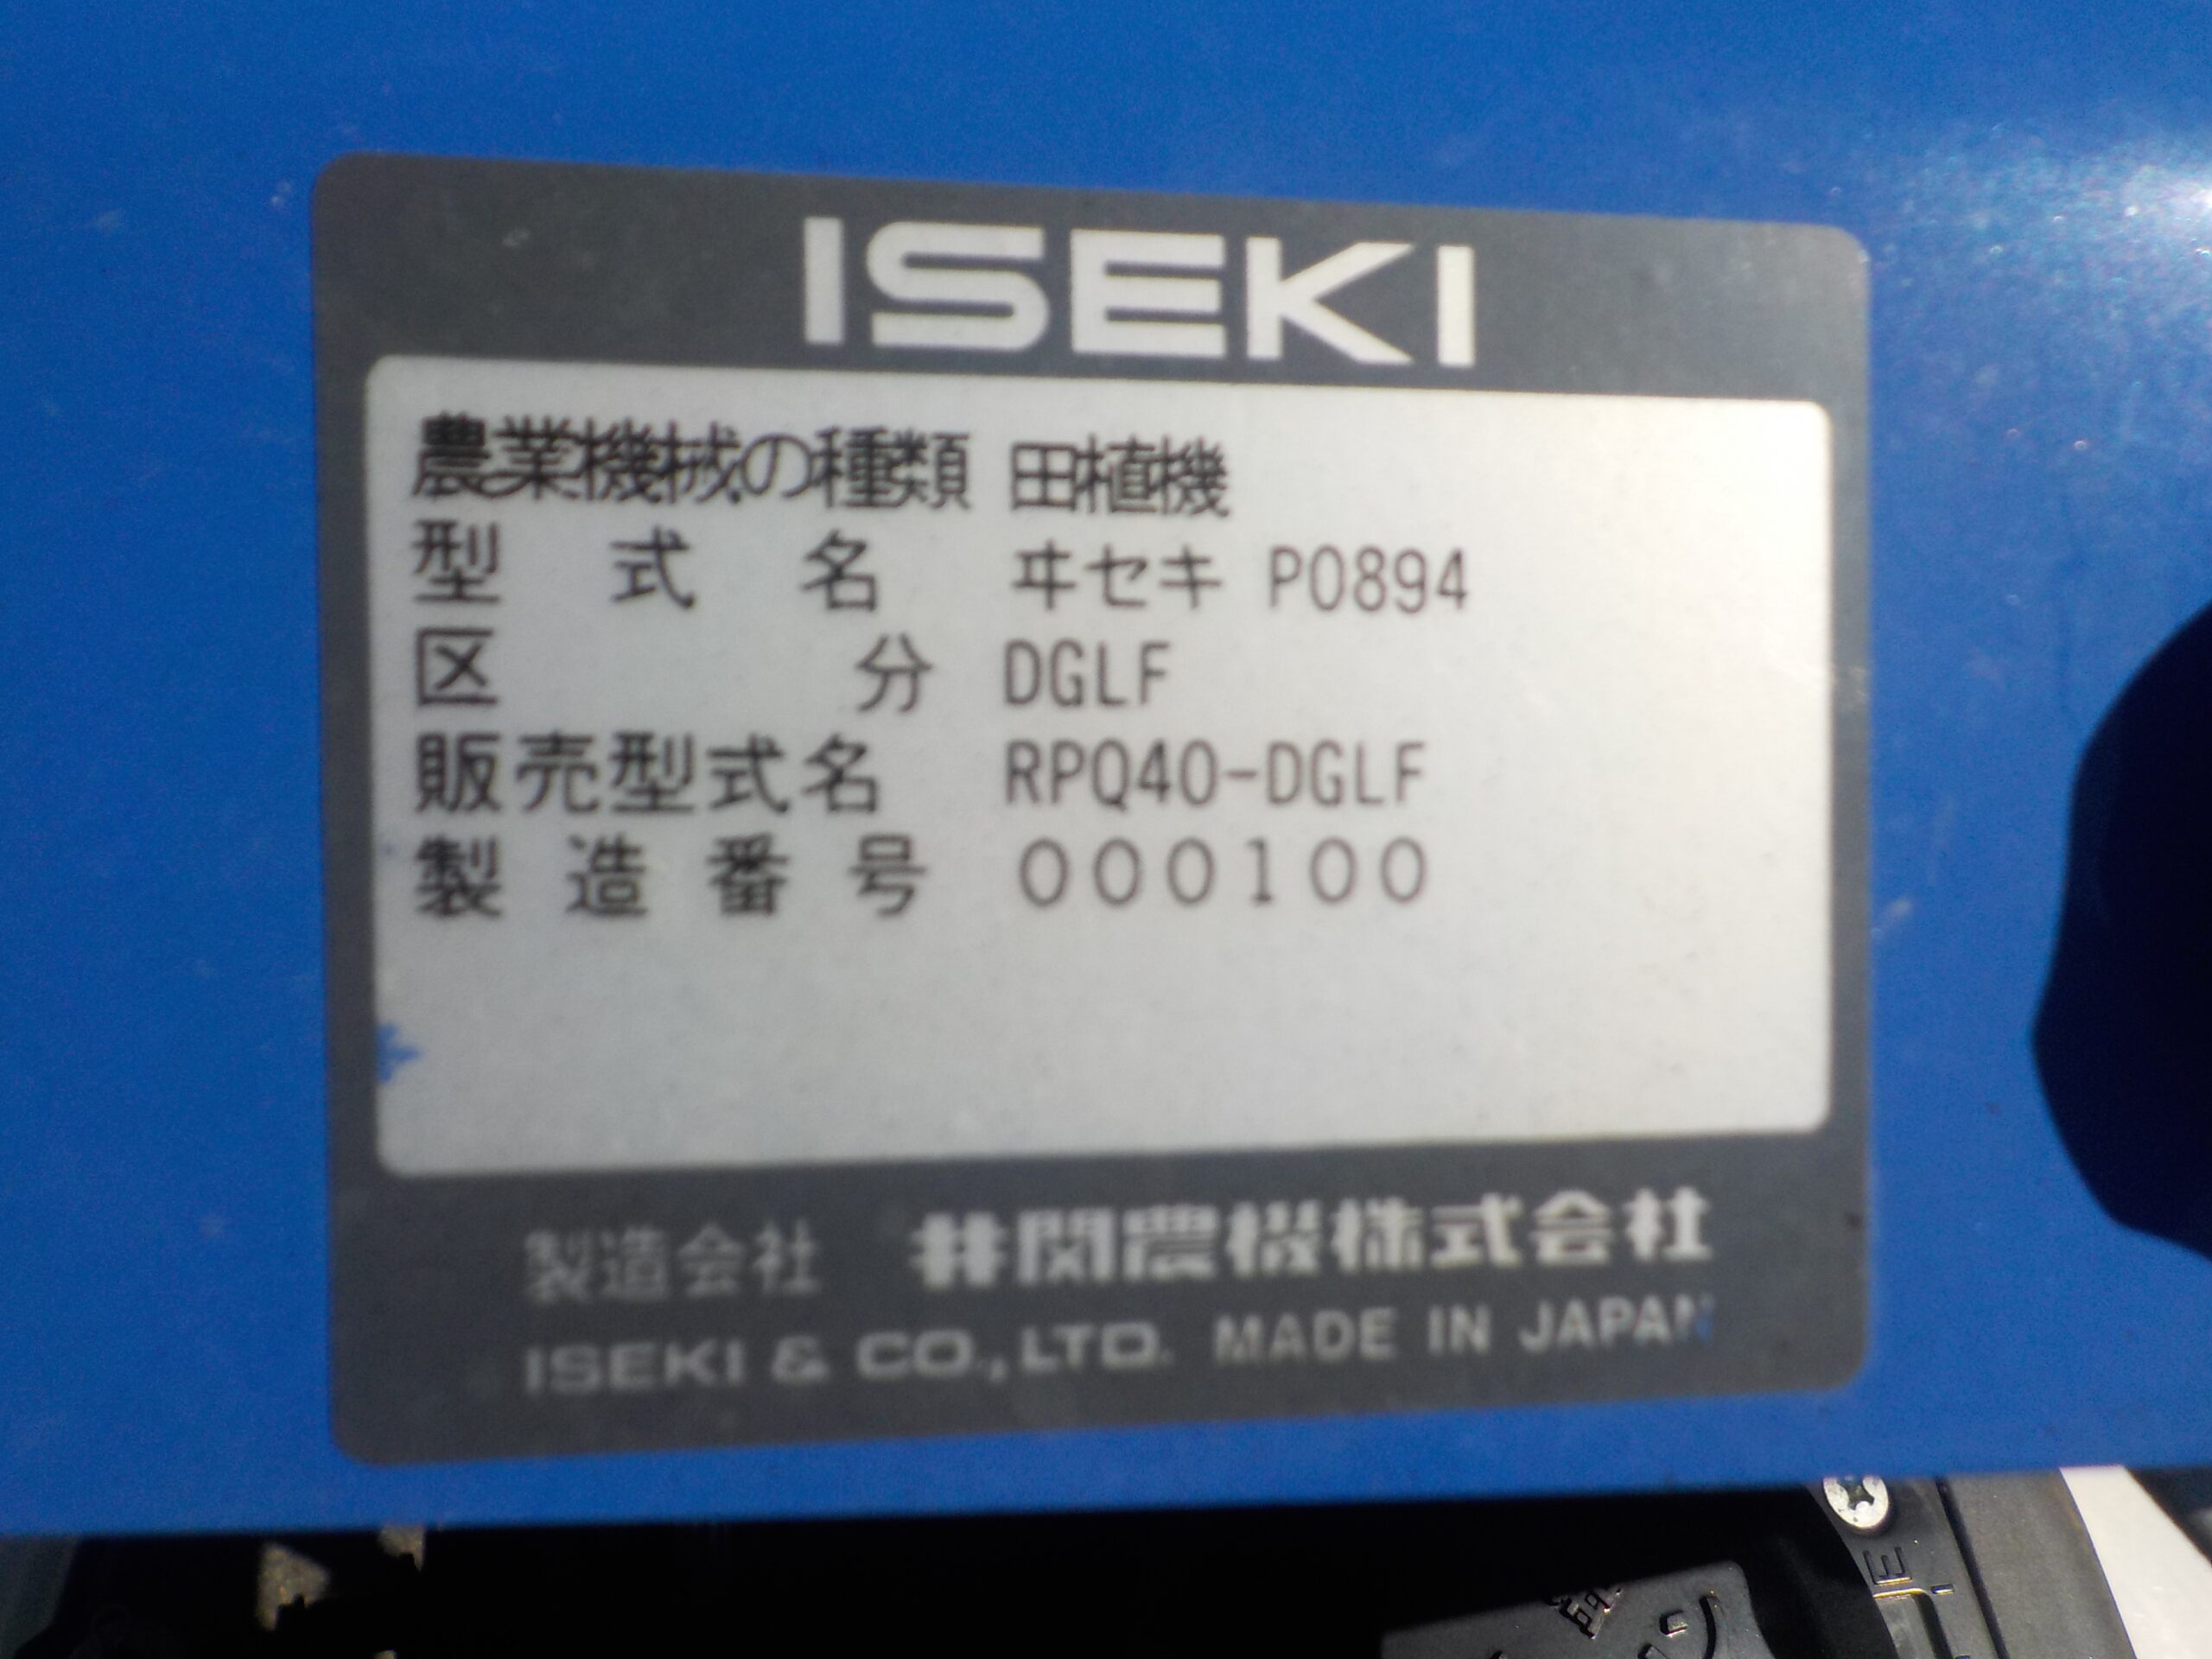 ISEKI
農業機械の種類 田植機
型式名 ヰセキ P0894
区分 DGLF
販売型式名 RPQ40-DGLF
製造番号 000100
製造会社 井関農機株式会社
ISEKI & CO., LTD. MADE IN JAPAN